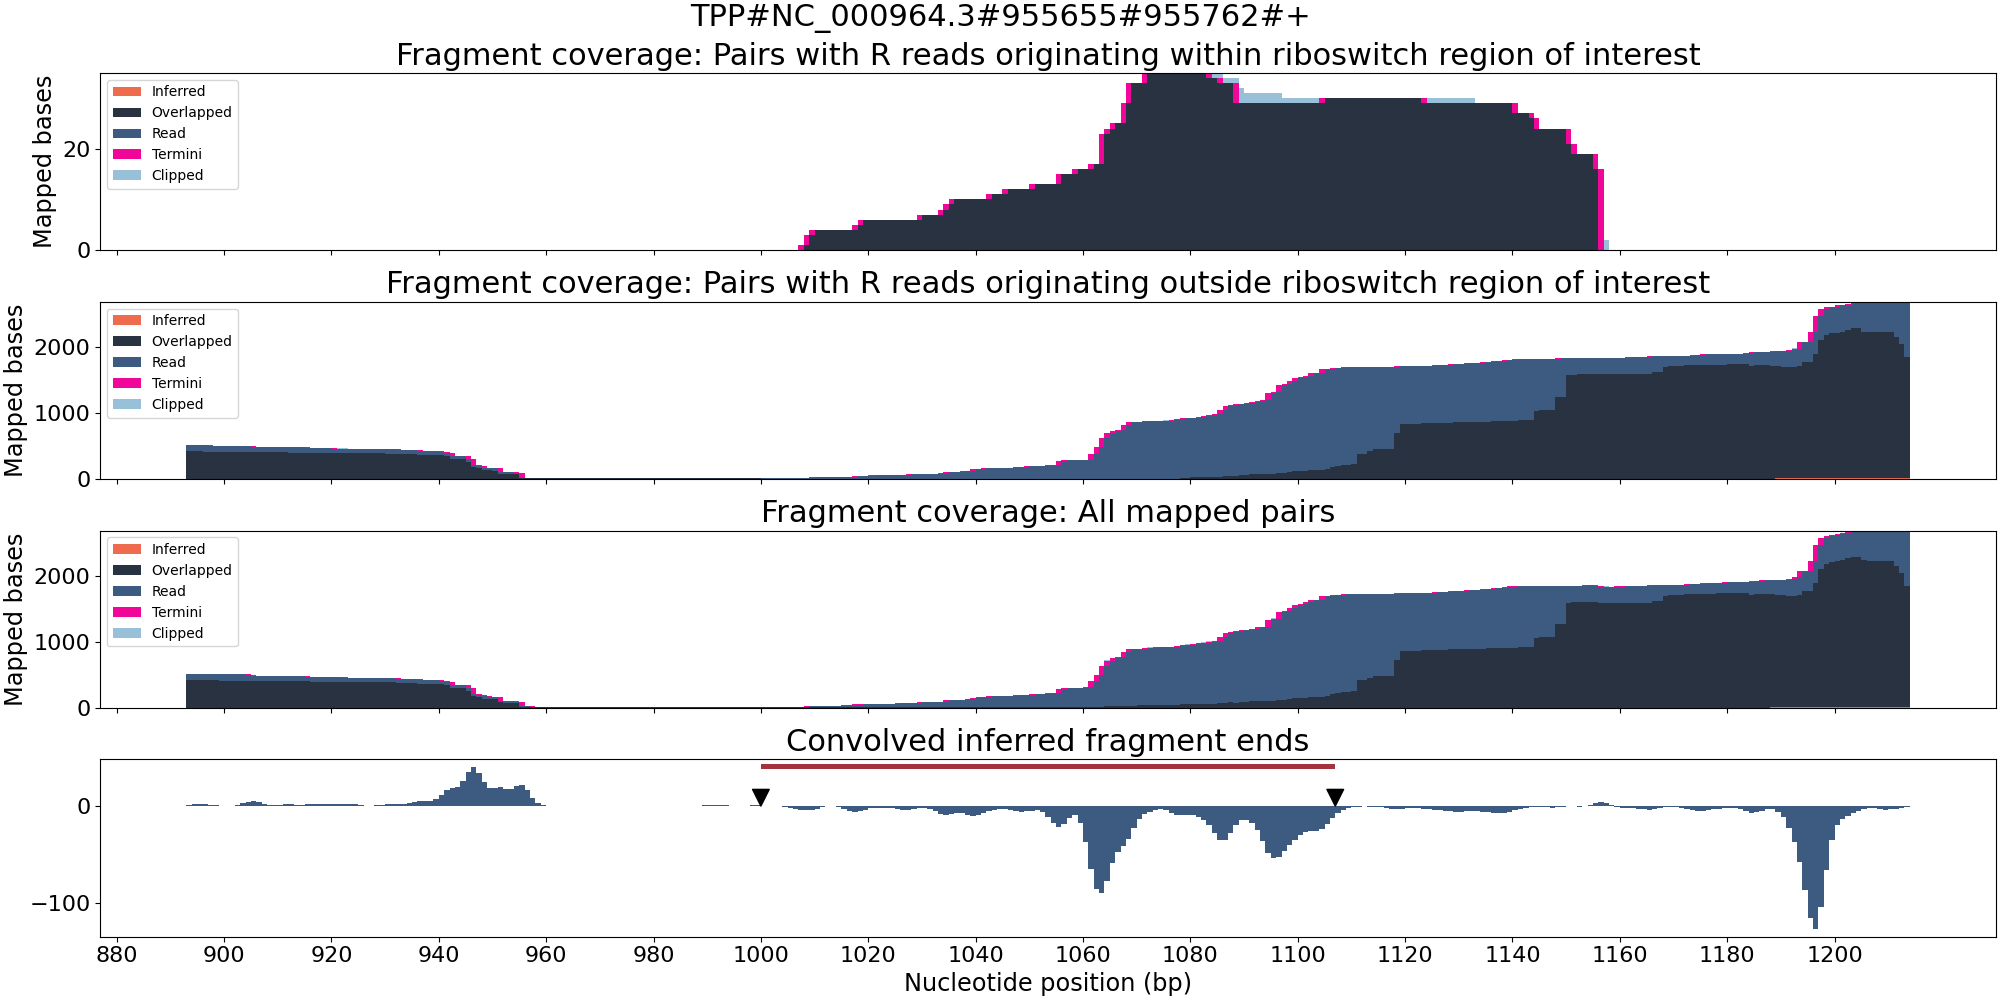 TPP#NC_000964.3#955655#955762#+
Fragment coverage: Pairs with R reads originating within riboswitch region of interest
Mapped bases
20
0
Inferred
Overlapped
Read
Termini
Clipped
Fragment coverage: Pairs with R reads originating outside riboswitch region of interest
Mapped bases
2000
1000
0
Inferred
Overlapped
Read
Termini
Clipped
Fragment coverage: All mapped pairs
Mapped bases
2000
1000
0
Inferred
Overlapped
Read
Termini
Clipped
Convolved inferred fragment ends
0
−100
880 900 920 940 960 980 1000 1020 1040 1060 1080 1100 1120 1140 1160 1180 1200
Nucleotide position (bp)